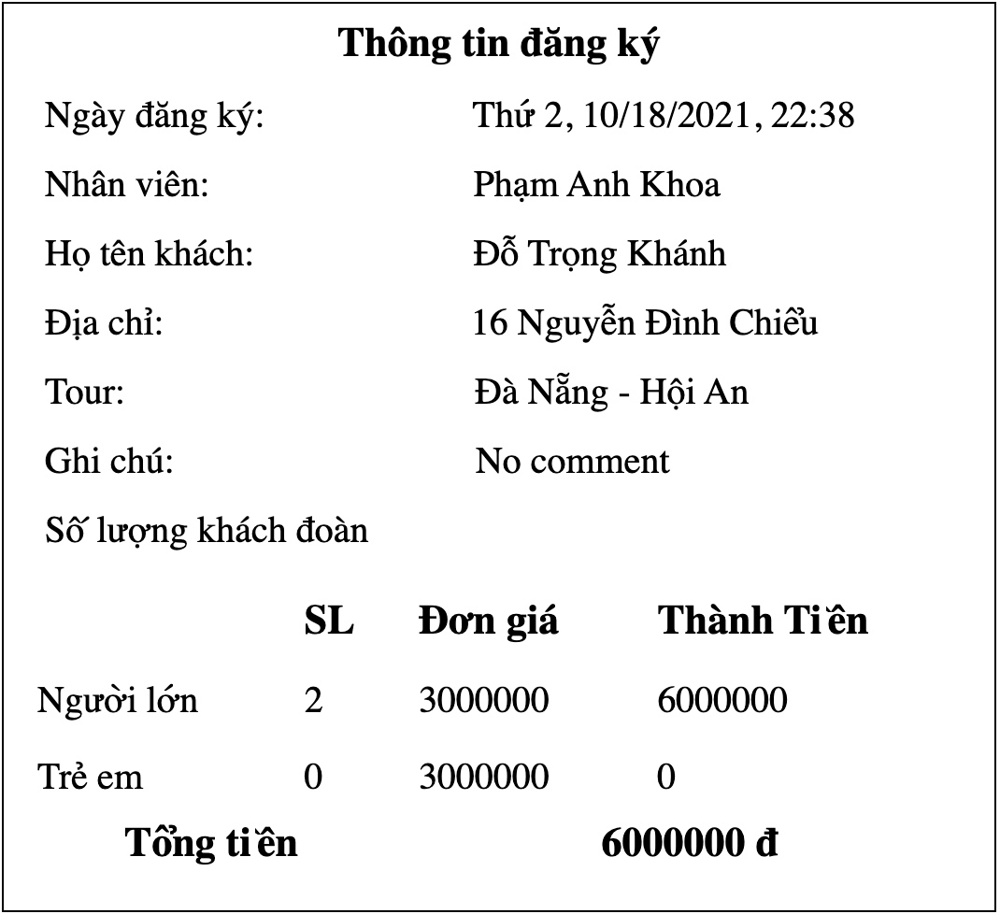 Thông tin đăng ký
Ngày đăng ký: Thứ 2, 10/18/2021, 22:38
Nhân viên: Phạm Anh Khoa
Họ tên khách: Đỗ Trọng Khánh
Địa chỉ: 16 Nguyễn Đình Chiểu
Tour: Đà Nẵng - Hội An
Ghi chú: No comment
Số lượng khách đoàn
SL Đơn giá Thành Tiền
Người lớn 2 3000000 6000000
Trẻ em 0 3000000 0
Tổng tiền 6000000 đ